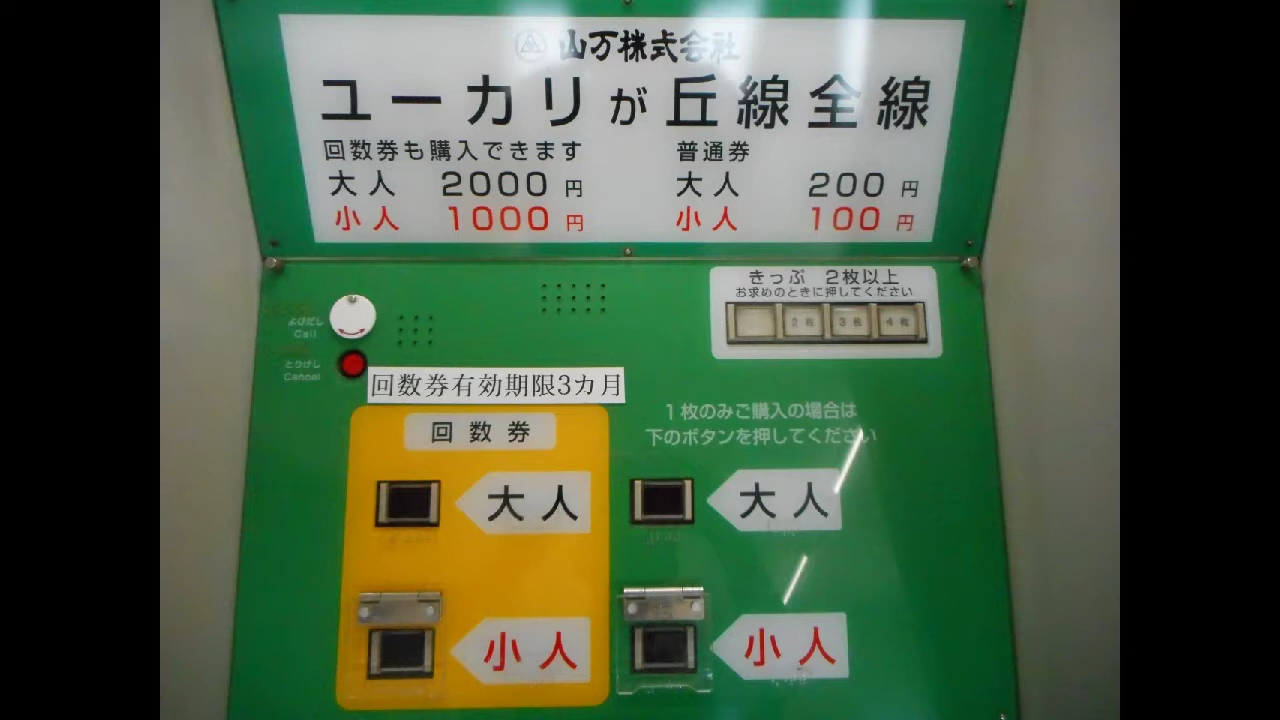 山万株式会社
ユーカリが丘線全線
回数券も購入できます
大人 2000円
小人 1000円
普通券
大人 200円
小人 100円
きっぷ 2枚以上
お求めのときに押してください
2枚 3枚 4枚
よびだし
Call
とりけし
Cancel
回数券有効期限3カ月
回数券
大人
小人
1枚のみご購入の場合は
下のボタンを押してください
大人
小人